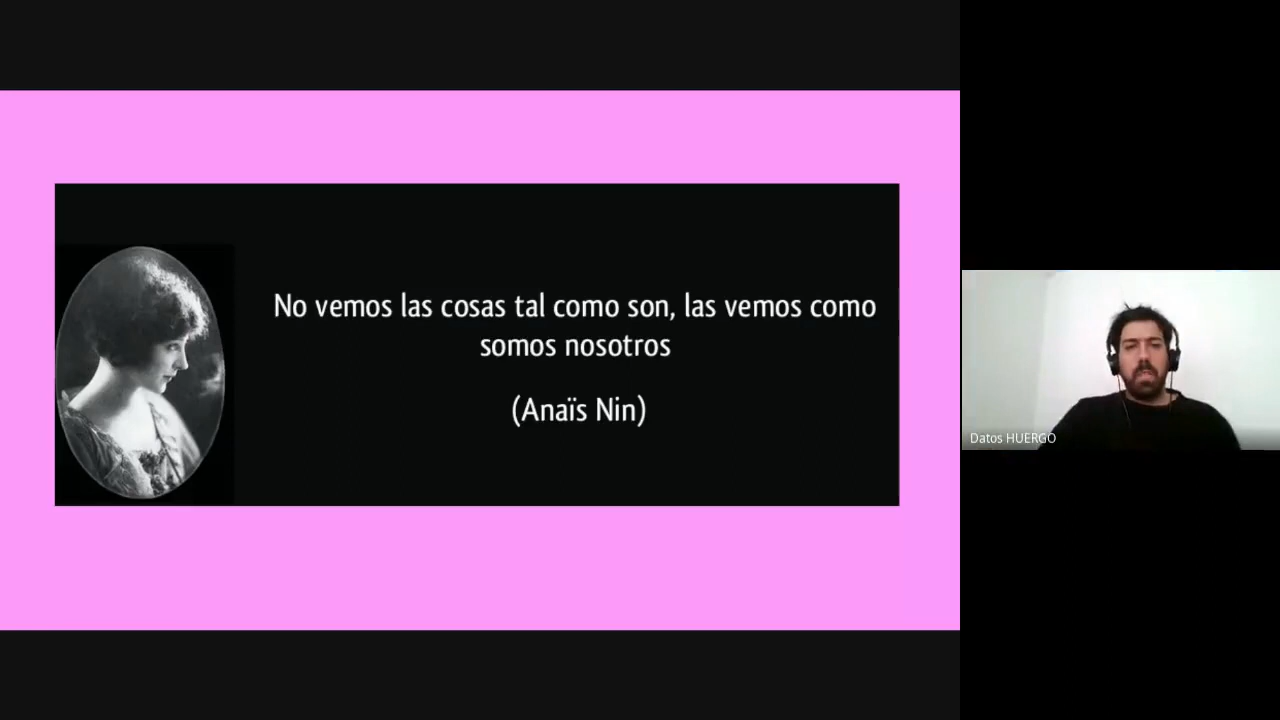 No vemos las cosas tal como son, las vemos como
somos nosotros
(Anaïs Nin)
Datos HUERGO